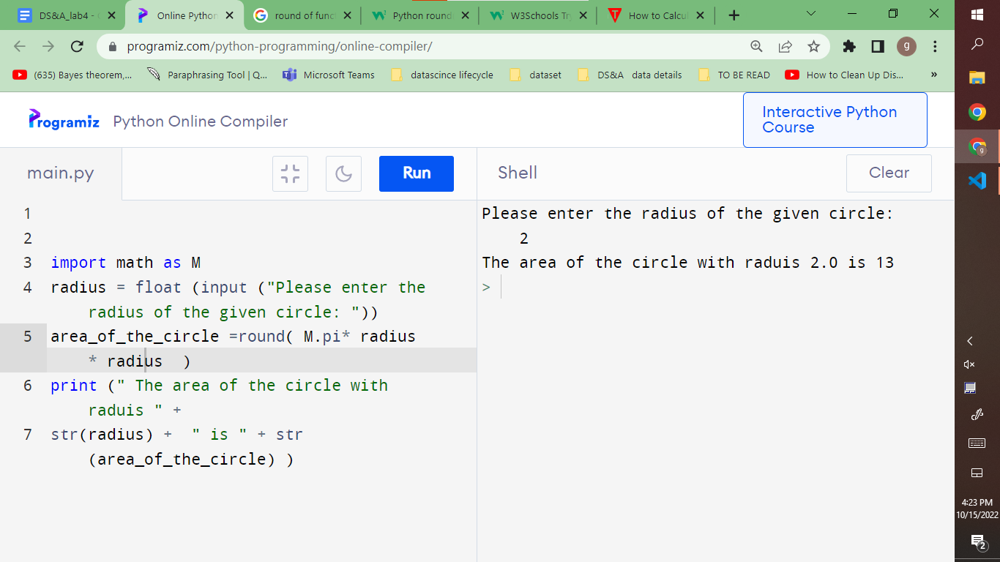 DS&A_lab4 -
Online Python
round of func
Python round
W3Schools Try
How to Calcul
programiz.com/python-programming/online-compiler/
g
(635) Bayes theorem,...
Paraphrasing Tool | Q...
Microsoft Teams
datascince lifecycle
dataset
DS&A data details
TO BE READ
How to Clean Up Dis...
»
Programiz
Python Online Compiler
Interactive Python
Course
main.py
Run
Shell
Clear
1
2
3 import math as M
4 radius = float (input ("Please enter the
radius of the given circle: "))
5 area_of_the_circle =round( M.pi* radius
* radius )
6 print (" The area of the circle with
raduis " +
7 str(radius) + " is " + str
(area_of_the_circle) )
Please enter the radius of the given circle:
2
The area of the circle with raduis 2.0 is 13
>
4:23 PM
10/15/2022
2